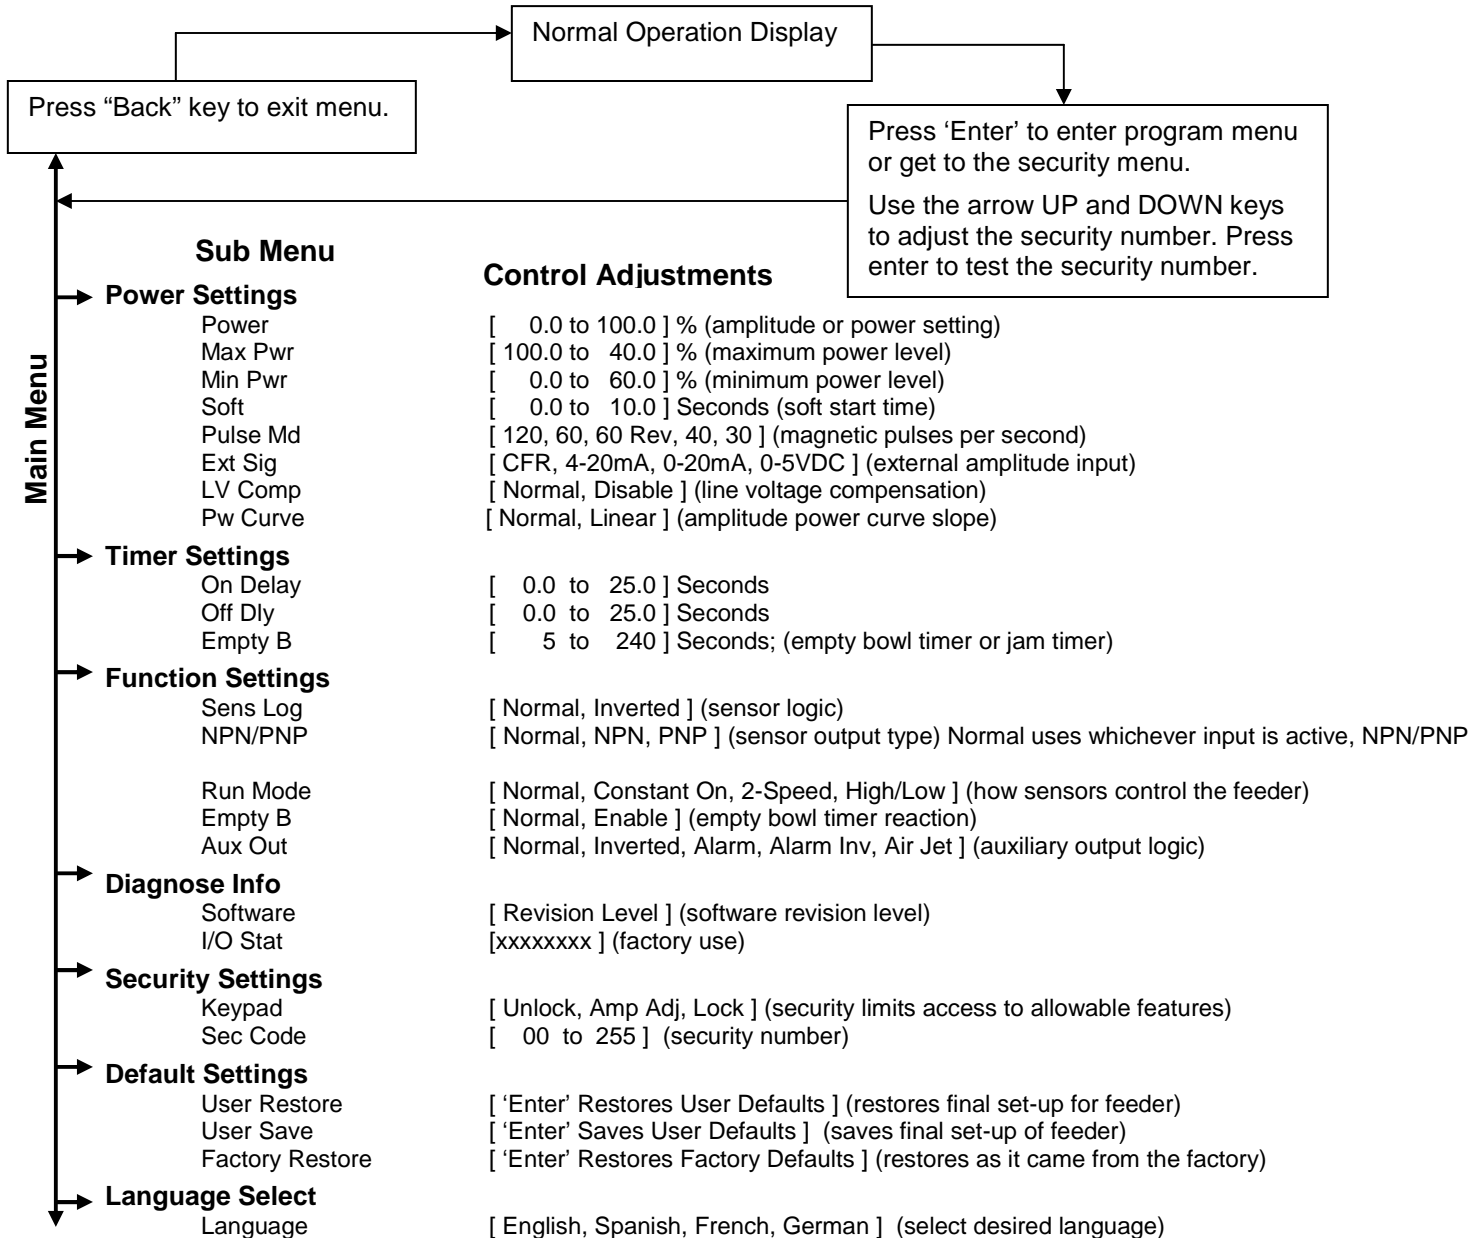 Normal Operation Display
Press “Back” key to exit menu.
Press ‘Enter’ to enter program menu
or get to the security menu.
Use the arrow UP and DOWN keys
to adjust the security number. Press
enter to test the security number.
Main Menu
Sub Menu
Control Adjustments
Power Settings
Power [ 0.0 to 100.0 ] % (amplitude or power setting)
Max Pwr [ 100.0 to 40.0 ] % (maximum power level)
Min Pwr [ 0.0 to 60.0 ] % (minimum power level)
Soft [ 0.0 to 10.0 ] Seconds (soft start time)
Pulse Md [ 120, 60, 60 Rev, 40, 30 ] (magnetic pulses per second)
Ext Sig [ CFR, 4-20mA, 0-20mA, 0-5VDC ] (external amplitude input)
LV Comp [ Normal, Disable ] (line voltage compensation)
Pw Curve [ Normal, Linear ] (amplitude power curve slope)
Timer Settings
On Delay [ 0.0 to 25.0 ] Seconds
Off Dly [ 0.0 to 25.0 ] Seconds
Empty B [ 5 to 240 ] Seconds; (empty bowl timer or jam timer)
Function Settings
Sens Log [ Normal, Inverted ] (sensor logic)
NPN/PNP [ Normal, NPN, PNP ] (sensor output type) Normal uses whichever input is active, NPN/PNP
Run Mode [ Normal, Constant On, 2-Speed, High/Low ] (how sensors control the feeder)
Empty B [ Normal, Enable ] (empty bowl timer reaction)
Aux Out [ Normal, Inverted, Alarm, Alarm Inv, Air Jet ] (auxiliary output logic)
Diagnose Info
Software [ Revision Level ] (software revision level)
I/O Stat [xxxxxxxx ] (factory use)
Security Settings
Keypad [ Unlock, Amp Adj, Lock ] (security limits access to allowable features)
Sec Code [ 00 to 255 ] (security number)
Default Settings
User Restore [ ‘Enter’ Restores User Defaults ] (restores final set-up for feeder)
User Save [ ‘Enter’ Saves User Defaults ] (saves final set-up of feeder)
Factory Restore [ ‘Enter’ Restores Factory Defaults ] (restores as it came from the factory)
Language Select
Language [ English, Spanish, French, German ] (select desired language)